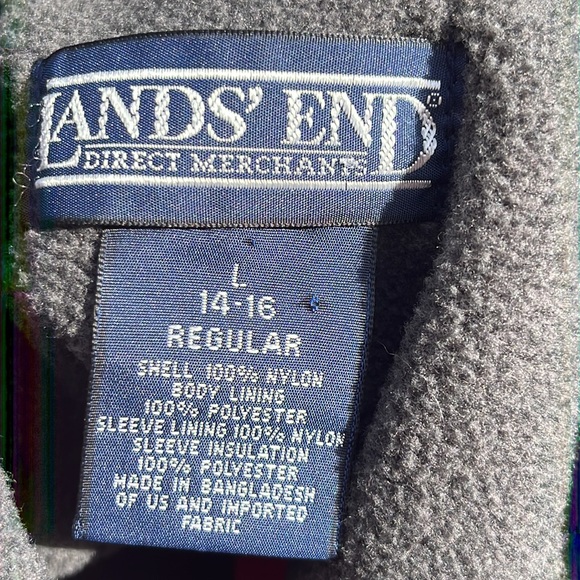 LANDS' END®
DIRECT MERCHANTS
L
14-16
REGULAR
SHELL 100% NYLON
BODY LINING
100% POLYESTER
SLEEVE LINING 100% NYLON
SLEEVE INSULATION
100% POLYESTER
MADE IN BANGLADESH
OF US AND IMPORTED
FABRIC